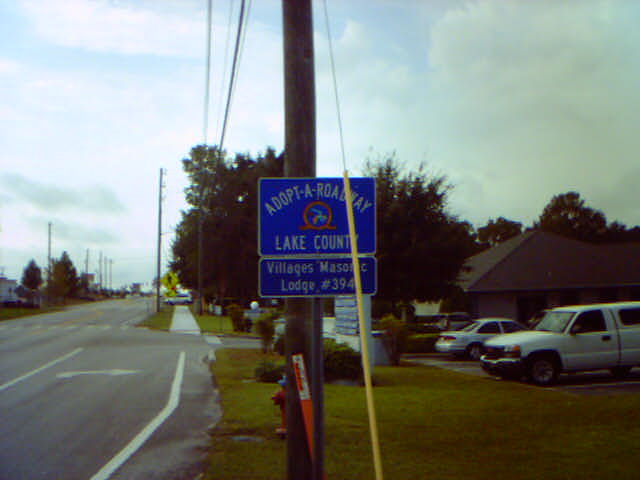 ADOPT-A-ROADWAY
LAKE COUNTY
Villages Masonic
Lodge #394